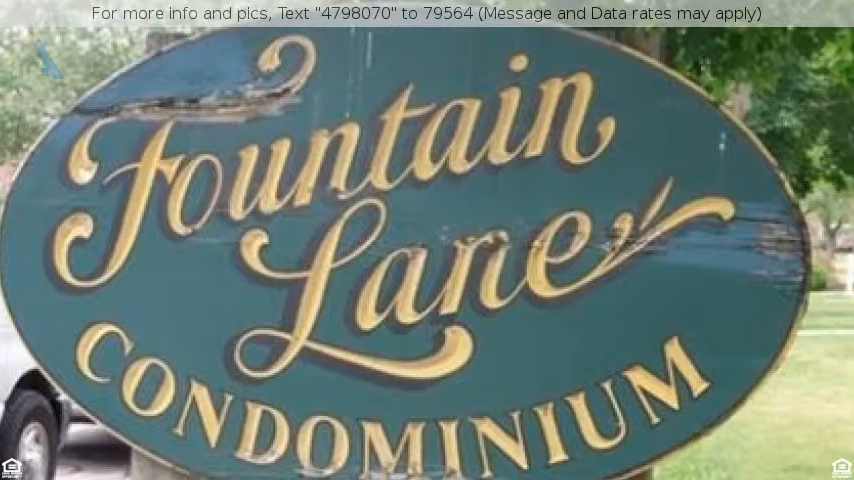 For more info and pics, Text "4798070" to 79564 (Message and Data rates may apply)
Fountain
Lane
CONDOMINIUM